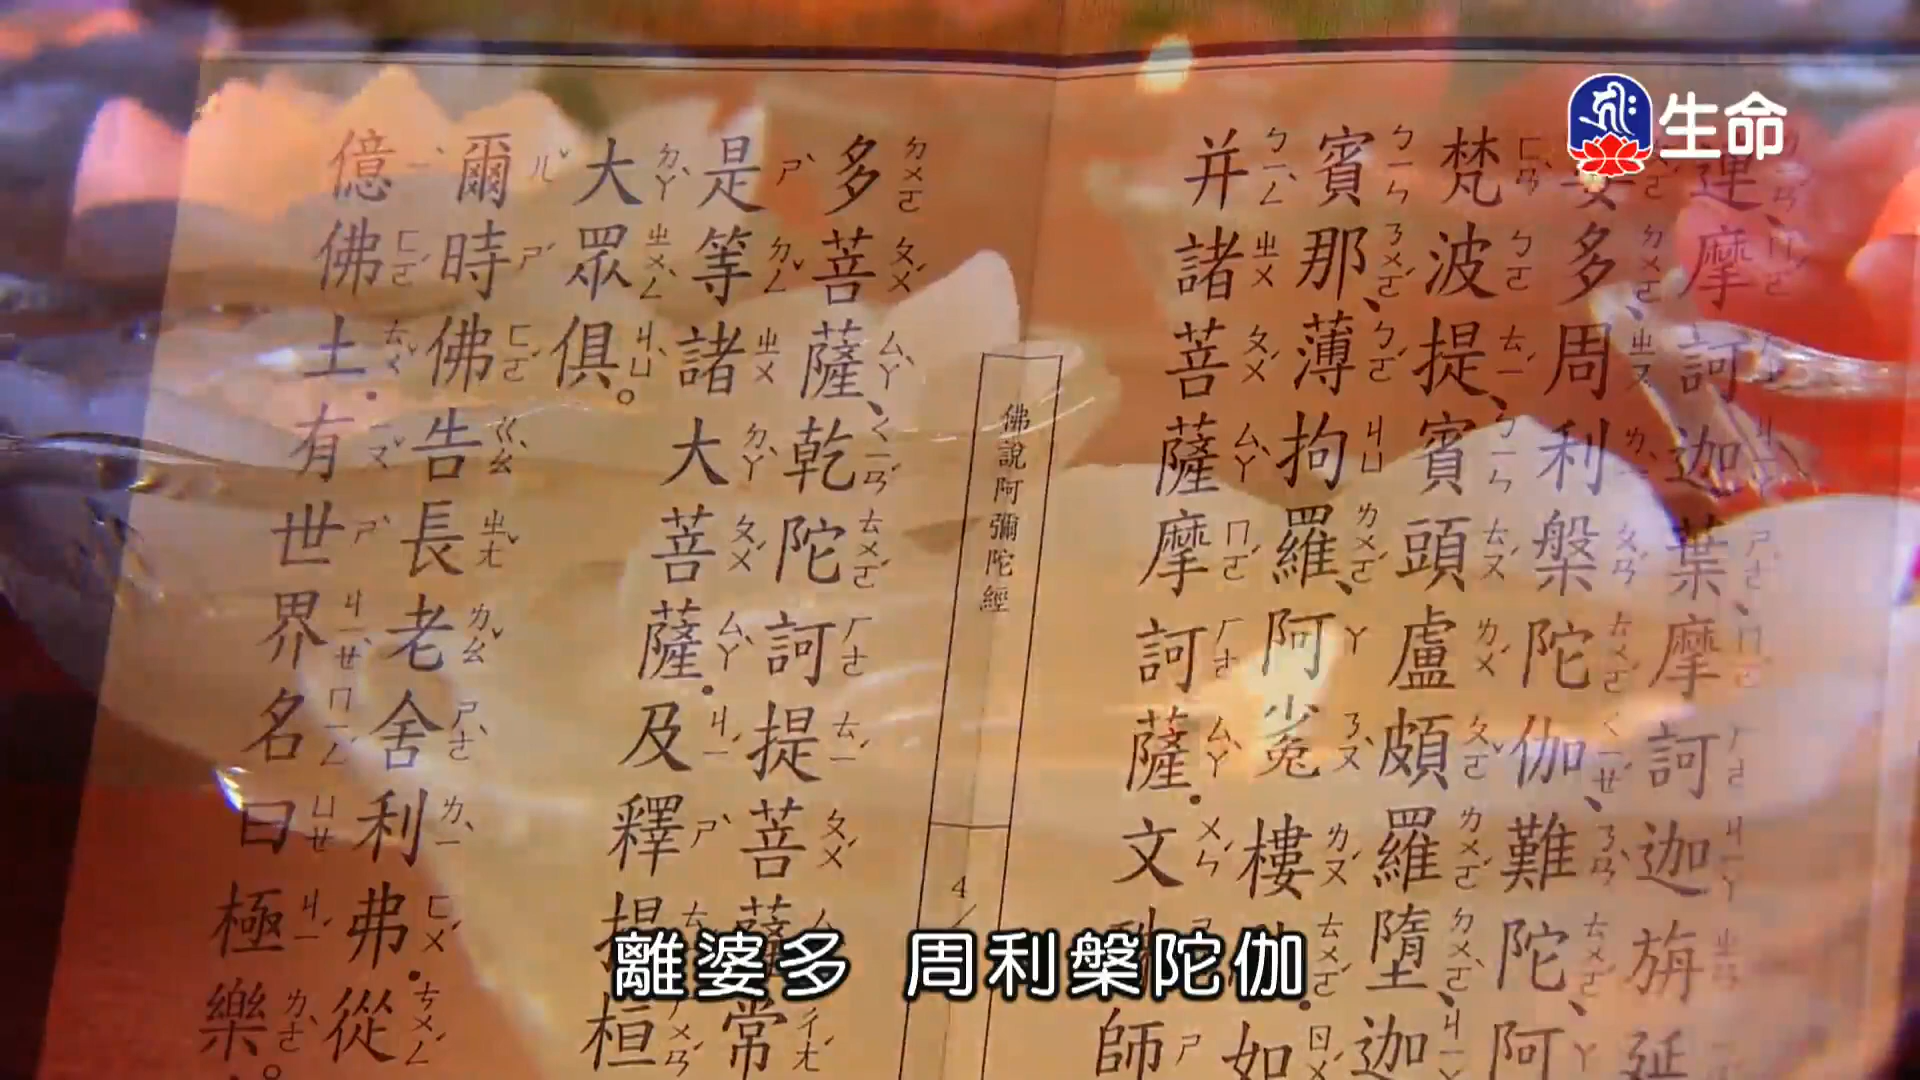 生命
連、摩訶迦葉、摩訶迦旃延
多、周利槃陀伽、難陀、阿
梵波提、賓頭盧頗羅墮、迦
賓那、薄拘羅、阿㝹樓
如
并諸菩薩摩訶薩．文
師
佛說阿彌陀經
4
多菩薩、乾陀訶提菩薩常
是等諸大菩薩．及釋提桓
大眾俱。
爾時佛告長老舍利弗．從
億佛土．有世界名曰極樂。
離婆多 周利槃陀伽